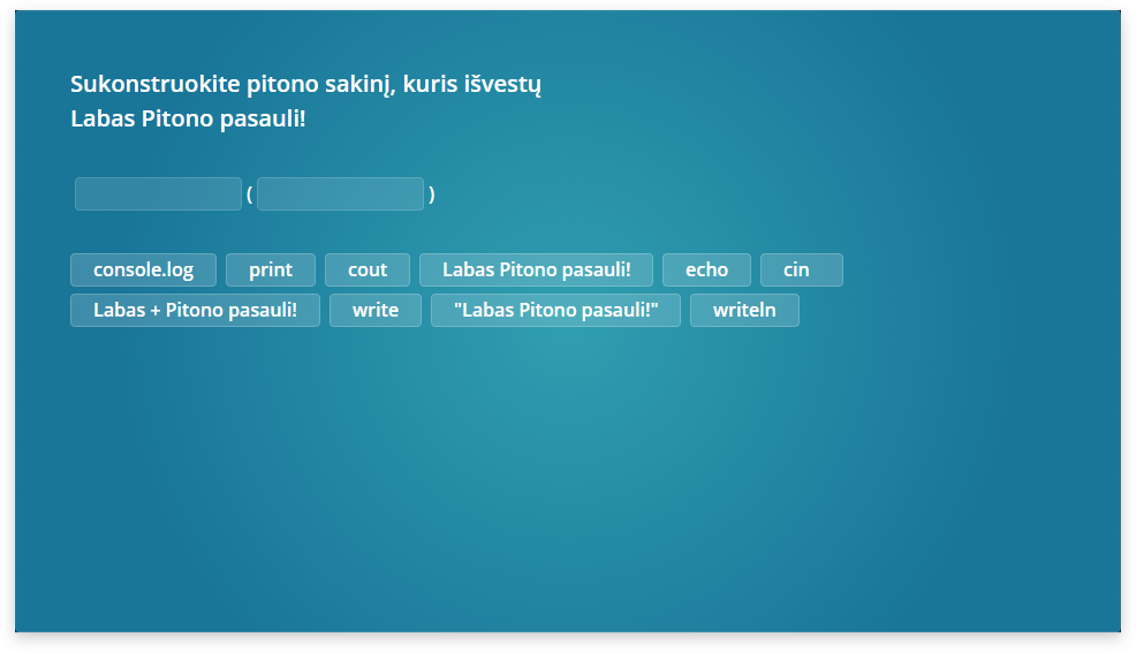 Sukonstruokite pitono sakinį, kuris išvestų
Labas Pitono pasauli!
( )
console.log print cout Labas Pitono pasauli! echo cin
Labas + Pitono pasauli! write "Labas Pitono pasauli!" writeln